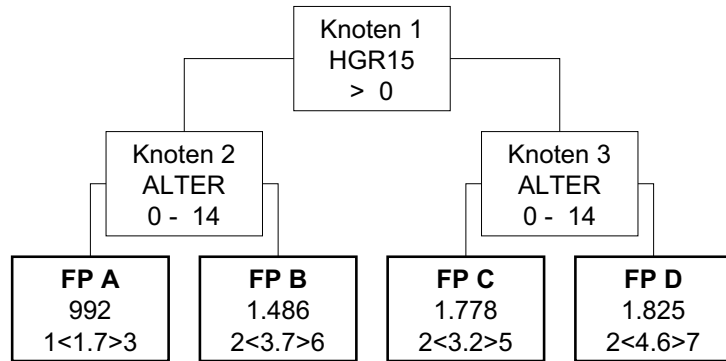 Knoten 1
HGR15
> 0
Knoten 2
ALTER
0 - 14
Knoten 3
ALTER
0 - 14
FP A
992
1<1.7>3
FP B
1.486
2<3.7>6
FP C
1.778
2<3.2>5
FP D
1.825
2<4.6>7